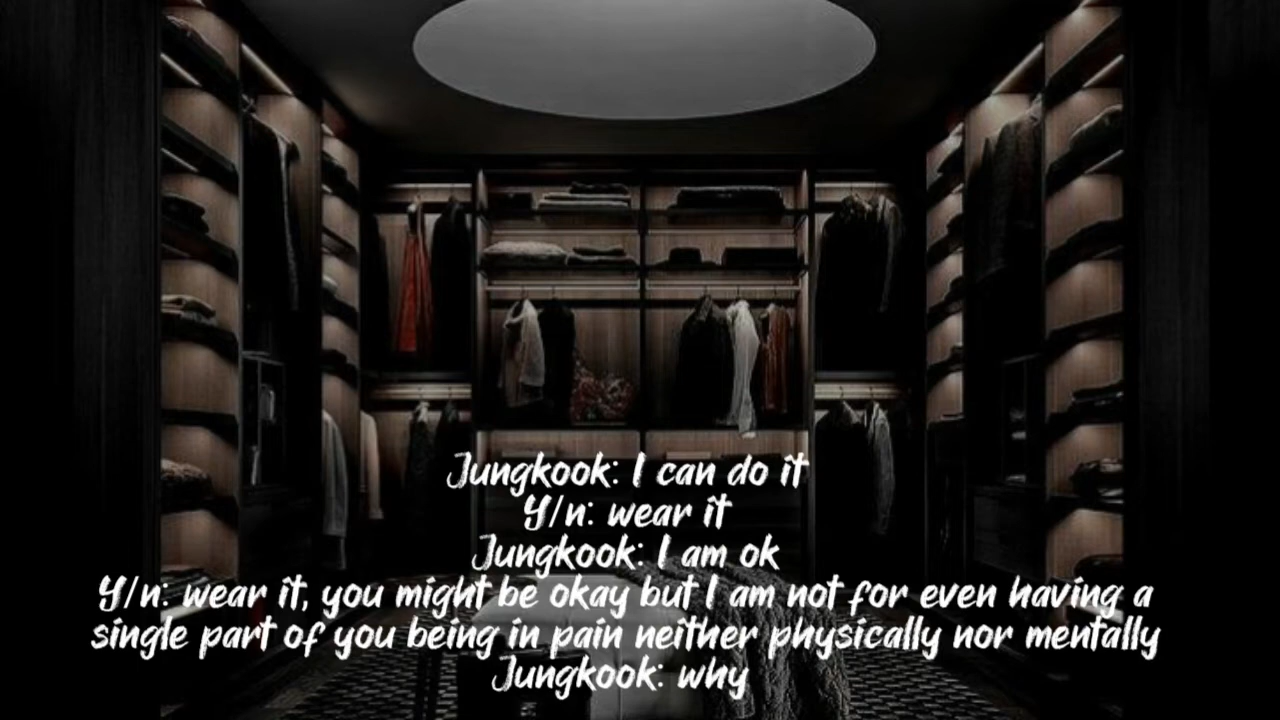 Jungkook: I can do it
Y/n: wear it
Jungkook: I am ok
Y/n: wear it, you might be okay but I am not for even having a
single part of you being in pain neither physically nor mentally
Jungkook: why